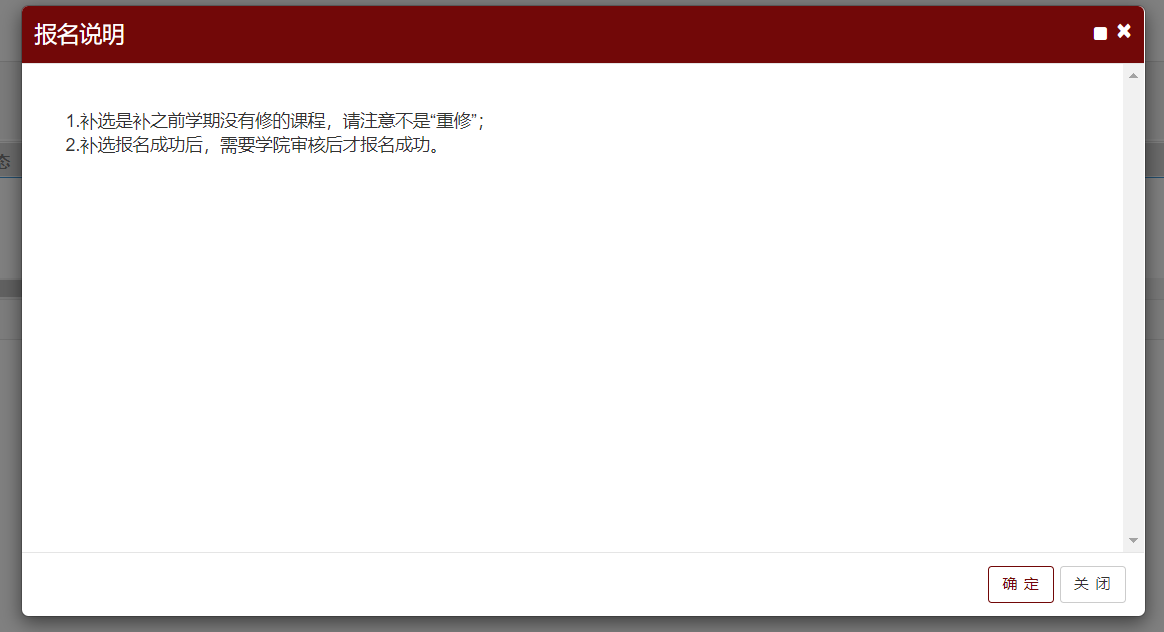 报名说明
态
1.补选是补之前学期没有修的课程，请注意不是“重修”；
2.补选报名成功后，需要学院审核后才报名成功。
确 定
关 闭